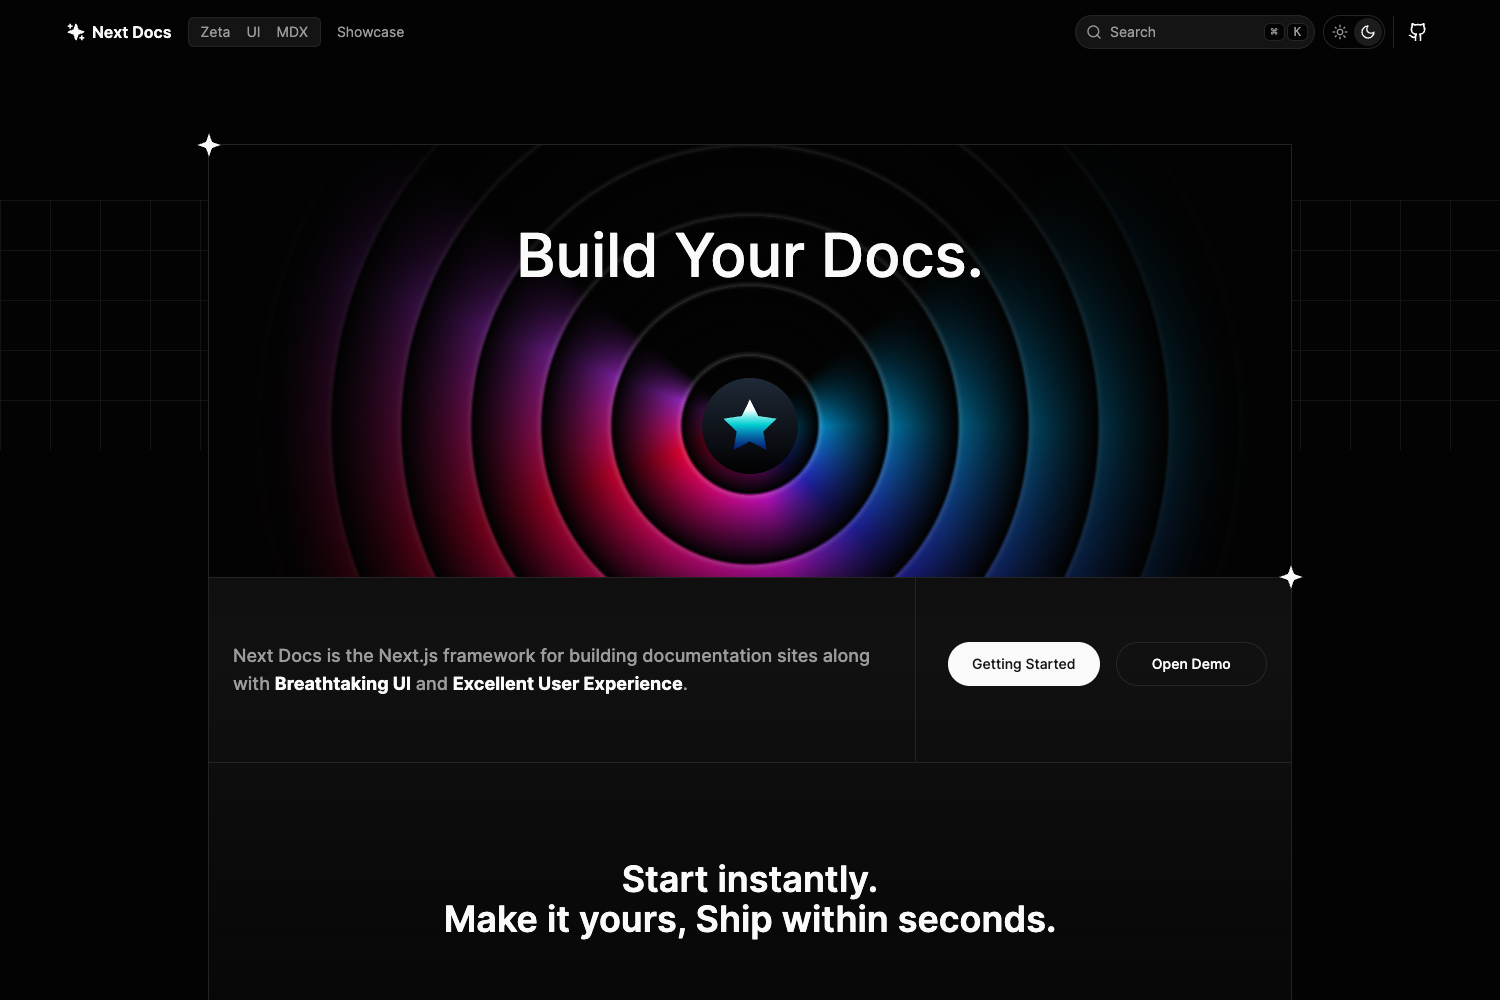 Next Docs
Zeta UI MDX
Showcase
Search
⌘ K
Build Your Docs.
Next Docs is the Next.js framework for building documentation sites along
with Breathtaking UI and Excellent User Experience.
Getting Started
Open Demo
Start instantly.
Make it yours, Ship within seconds.